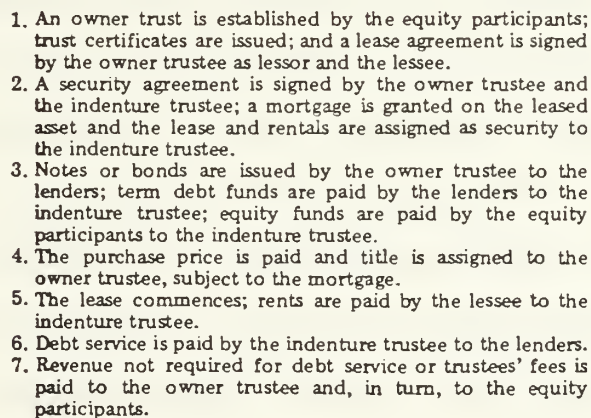 1. An owner trust is established by the equity participants;
trust certificates are issued; and a lease agreement is signed
by the owner trustee as lessor and the lessee.
2. A security agreement is signed by the owner trustee and
the indenture trustee; a mortgage is granted on the leased
asset and the lease and rentals are assigned as security to
the indenture trustee.
3. Notes or bonds are issued by the owner trustee to the
lenders; term debt funds are paid by the lenders to the
indenture trustee; equity funds are paid by the equity
participants to the indenture trustee.
4. The purchase price is paid and title is assigned to the
owner trustee, subject to the mortgage.
5. The lease commences; rents are paid by the lessee to the
indenture trustee.
6. Debt service is paid by the indenture trustee to the lenders.
7. Revenue not required for debt service or trustees' fees is
paid to the owner trustee and, in turn, to the equity
participants.